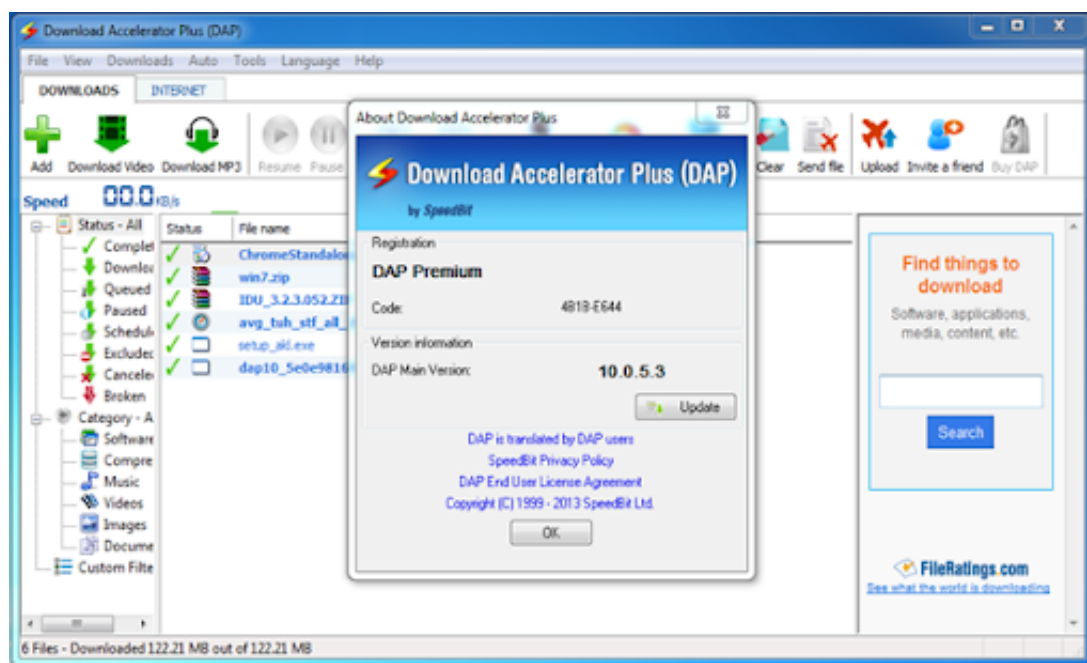 Download Accelerator Plus (DAP)
File View Downloads Auto Tools Language Help
DOWNLOADS INTERNET
Add Download Video Download MP3 Resume Pause Clear Send file Upload Invite a friend Buy DAP
Speed 00.0 KB/s
Status - All
Complet
Downloa
Queued
Paused
Schedul
Excludec
Cancele
Broken
Category - A
Software
Compre
Music
Videos
Images
Docume
Custom Filte
Status File name
ChromeStandalo
win7.zip
IDU_3.2.3.052.ZI
avg_tuh_stf_all_
setup_akl.exe
dap10_5e0e9816
About Download Accelerator Plus
Download Accelerator Plus (DAP)
by SpeedBit
Registration
DAP Premium
Code: 4818-E644
Version information
DAP Main Version: 10.0.5.3
Update
DAP is translated by DAP users
SpeedBit Privacy Policy
DAP End User License Agreement
Copyright (C) 1999 - 2013 SpeedBit Ltd.
OK
Find things to
download
Software, applications,
media, content, etc.
Search
FileRatings.com
See what the world is downloading
6 Files - Downloaded 122.21 MB out of 122.21 MB